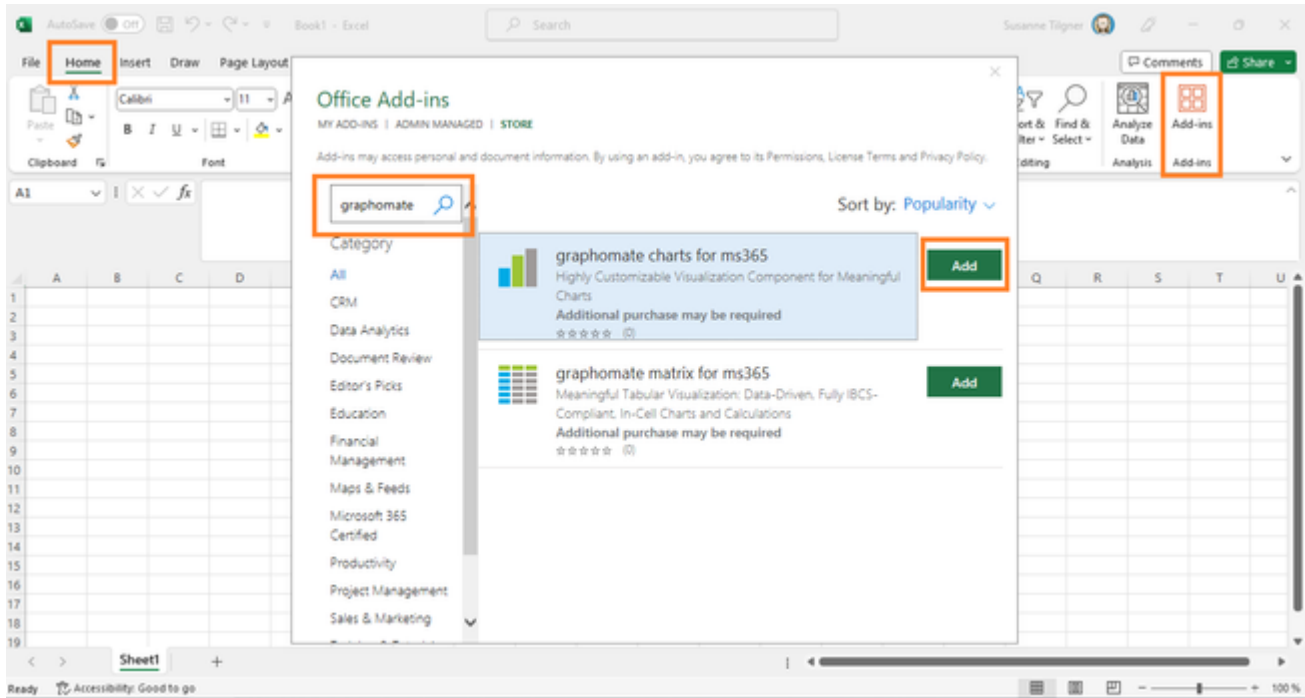 AutoSave Off Book1 - Excel Search Susanne Tilgner
File Home Insert Draw Page Layout Comments Share
Paste Clipboard
Calibri 11
B I U Font
Find & Select
Editing
Analyze Data
Analysis
Add-ins
Add-ins
A1 fx
Office Add-ins
MY ADD-INS | ADMIN MANAGED | STORE
Add-ins may access personal and document information. By using an add-in, you agree to its Permissions, License Terms and Privacy Policy.
graphomate
Sort by: Popularity
Category
All
CRM
Data Analytics
Document Review
Editor's Picks
Education
Financial
Management
Maps & Feeds
Microsoft 365
Certified
Productivity
Project Management
Sales & Marketing
graphomate charts for ms365
Highly Customizable Visualization Component for Meaningful
Charts
Additional purchase may be required
(0)
Add
graphomate matrix for ms365
Meaningful Tabular Visualization: Data-Driven, Fully IBCS-
Compliant, In-Cell Charts and Calculations
Additional purchase may be required
(0)
Add
A B C D Q R S T U
1
2
3
4
5
6
7
8
9
10
11
12
13
14
15
16
17
18
19
Sheet1
Ready Accessibility: Good to go 100 %